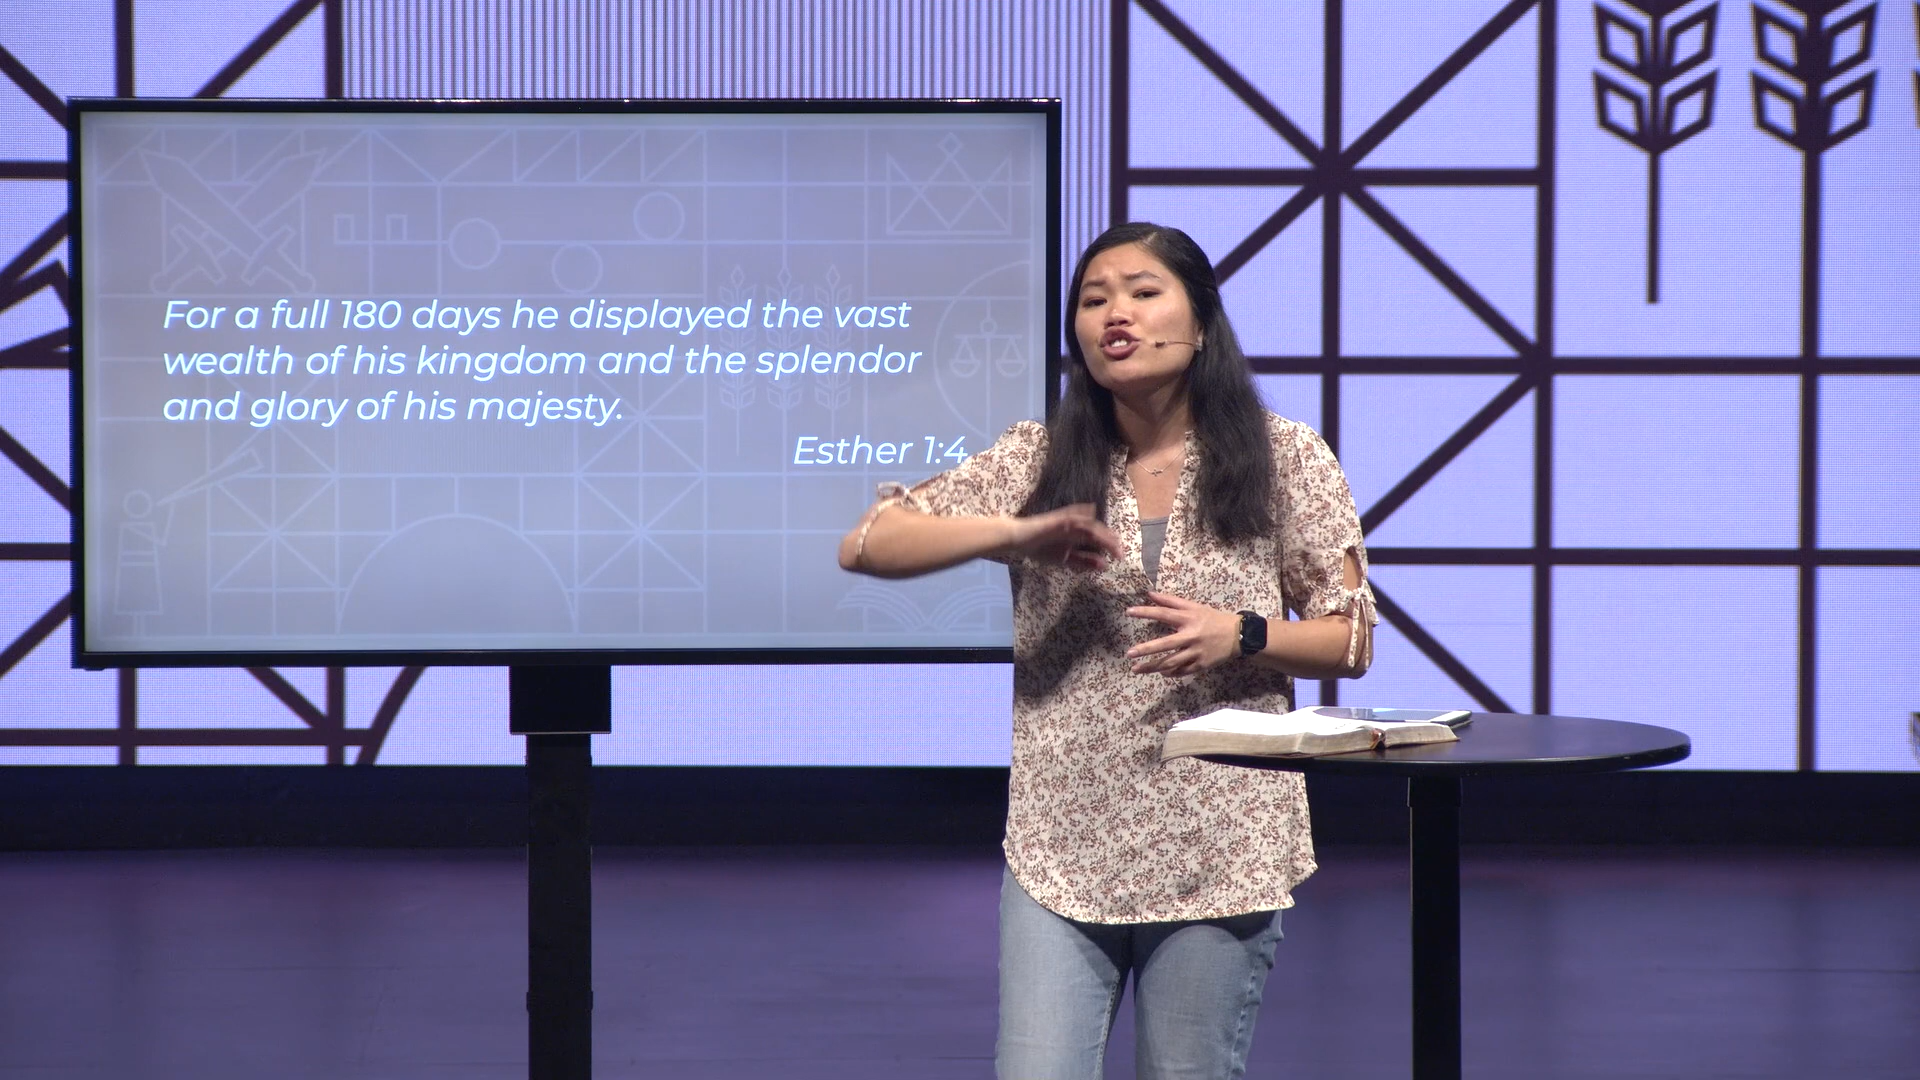 For a full 180 days he displayed the vast
wealth of his kingdom and the splendor
and glory of his majesty.
Esther 1:4